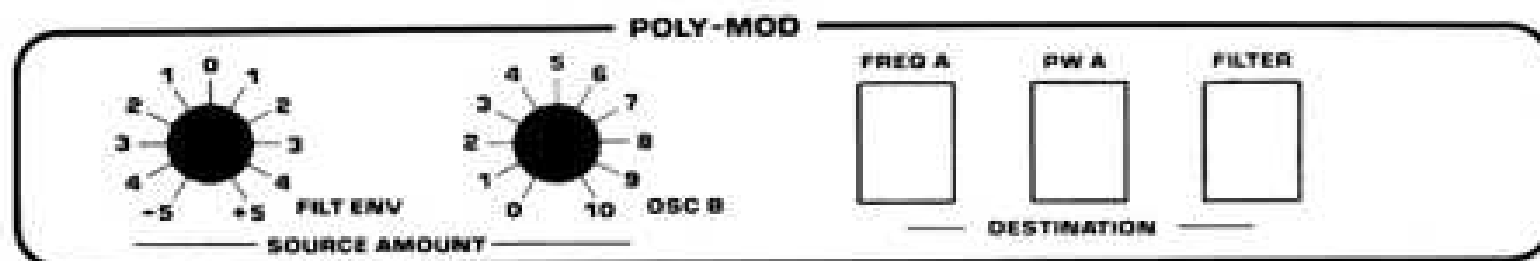 POLY-MOD
FREQ A PW A FILTER
0 5
1 1 4 6
2 2 3 7
3 3 2 8
4 4 1 9
-5 +5 FILT ENV 0 10 OSC B
DESTINATION
SOURCE AMOUNT